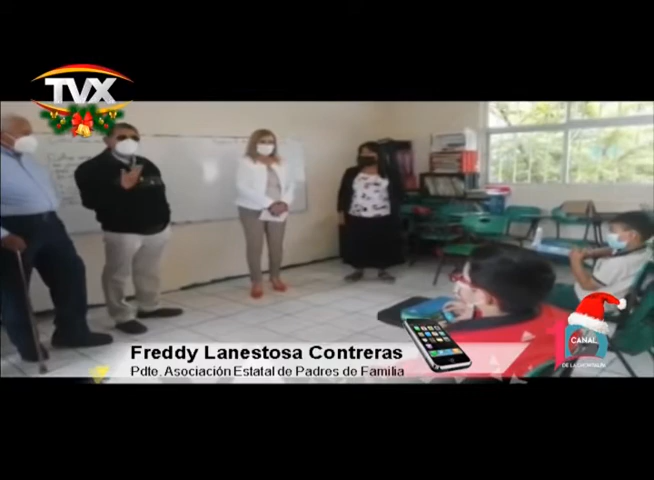 TVX
Freddy Lanestosa Contreras
Pdte. Asociación Estatal de Padres de Familia
CANAL